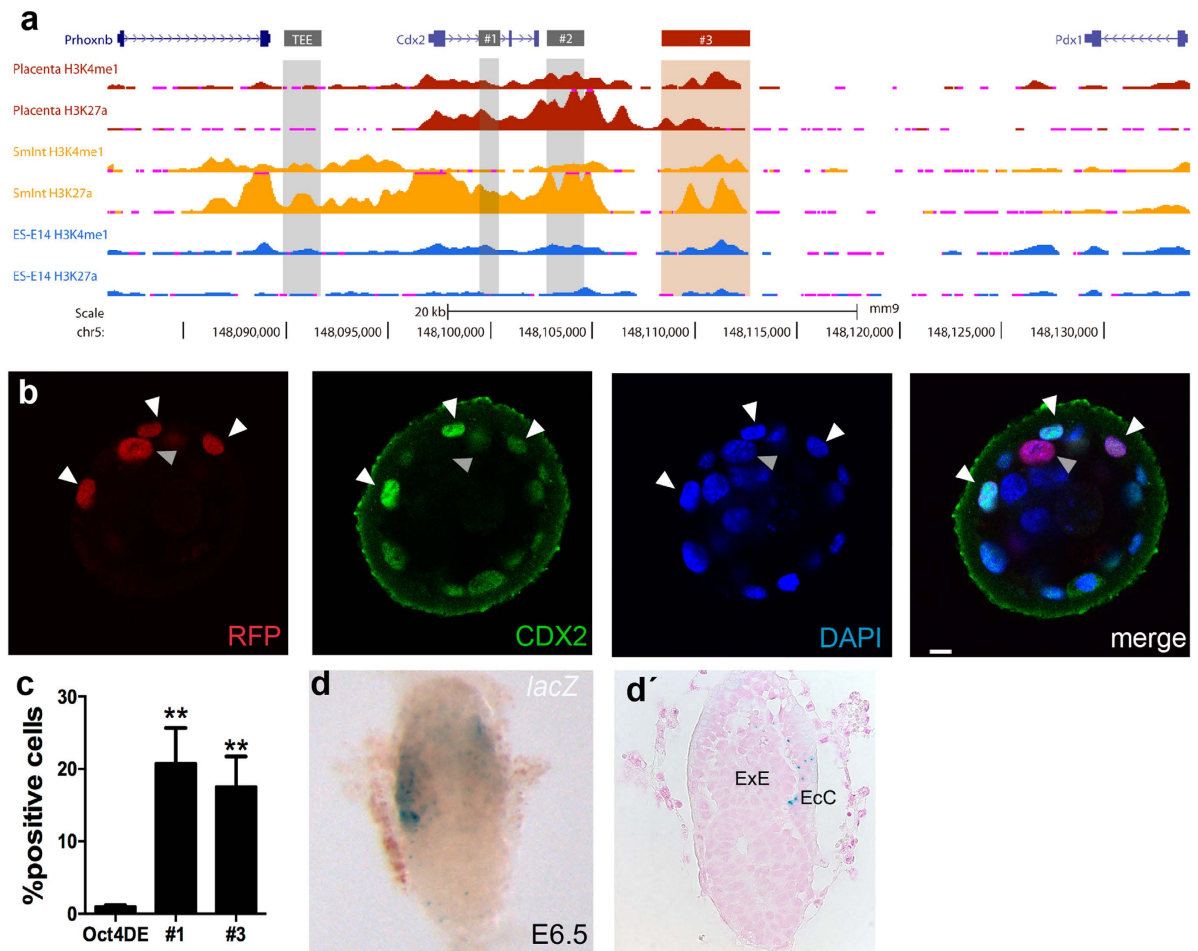 a
Prhoxnb TEE Cdx2 #1 #2 #3 Pdx1
Placenta H3K4me1
Placenta H3K27a
SmInt H3K4me1
SmInt H3K27a
ES-E14 H3K4me1
ES-E14 H3K27a
Scale 20 kb mm9
chr5: 148,090,000 148,095,000 148,100,000 148,105,000 148,110,000 148,115,000 148,120,000 148,125,000 148,130,000
b
RFP CDX2 DAPI merge
c
%positive cells
30
20
10
0
** **
Oct4DE #1 #3
d
lacZ
E6.5
d´
ExE
EcC